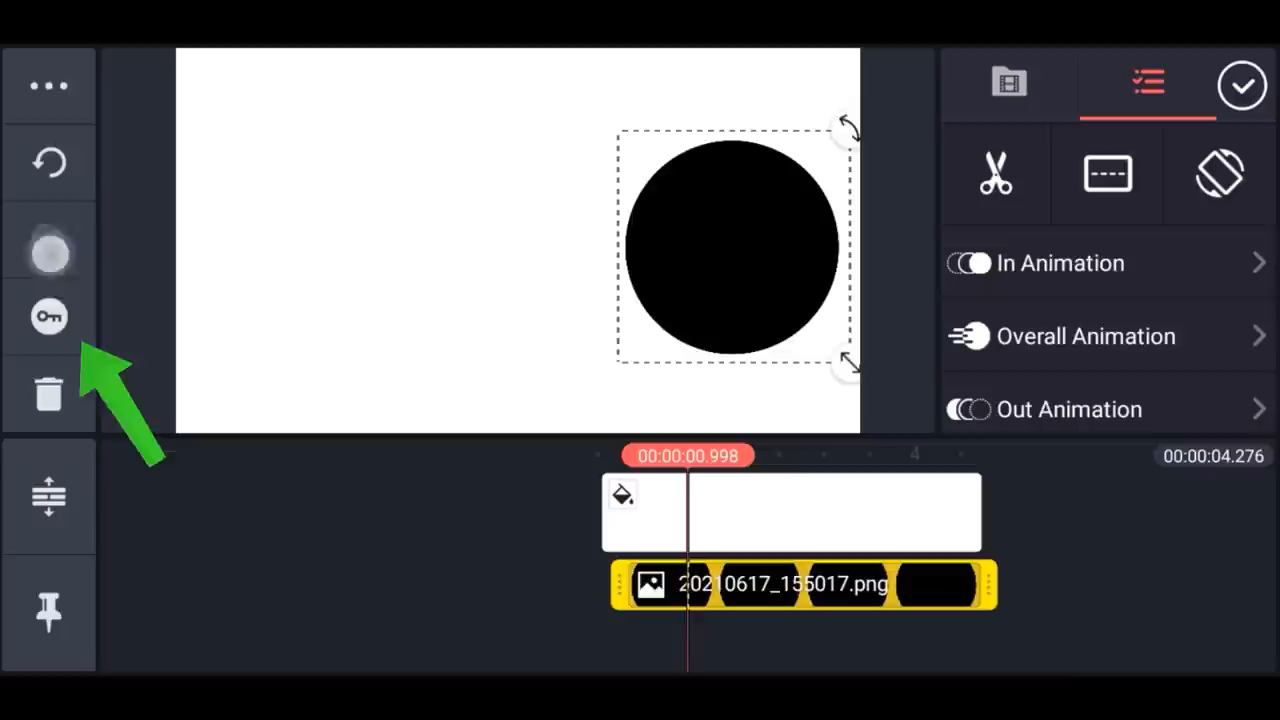 In Animation
Overall Animation
Out Animation
00:00:00.998
4
00:00:04.276
20210617_155017.png